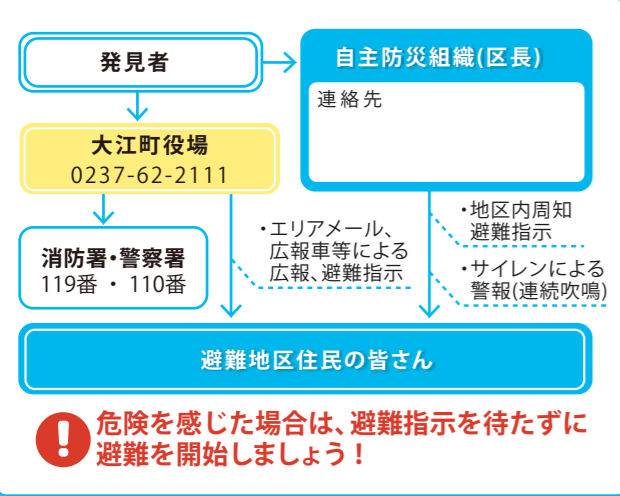 発見者
自主防災組織(区長)
連絡先
大江町役場
0237-62-2111
消防署・警察署
119番 ・ 110番
・エリアメール、
広報車等による
広報、避難指示
・地区内周知
避難指示
・サイレンによる
警報(連続吹鳴)
避難地区住民の皆さん
危険を感じた場合は、避難指示を待たずに
避難を開始しましょう！